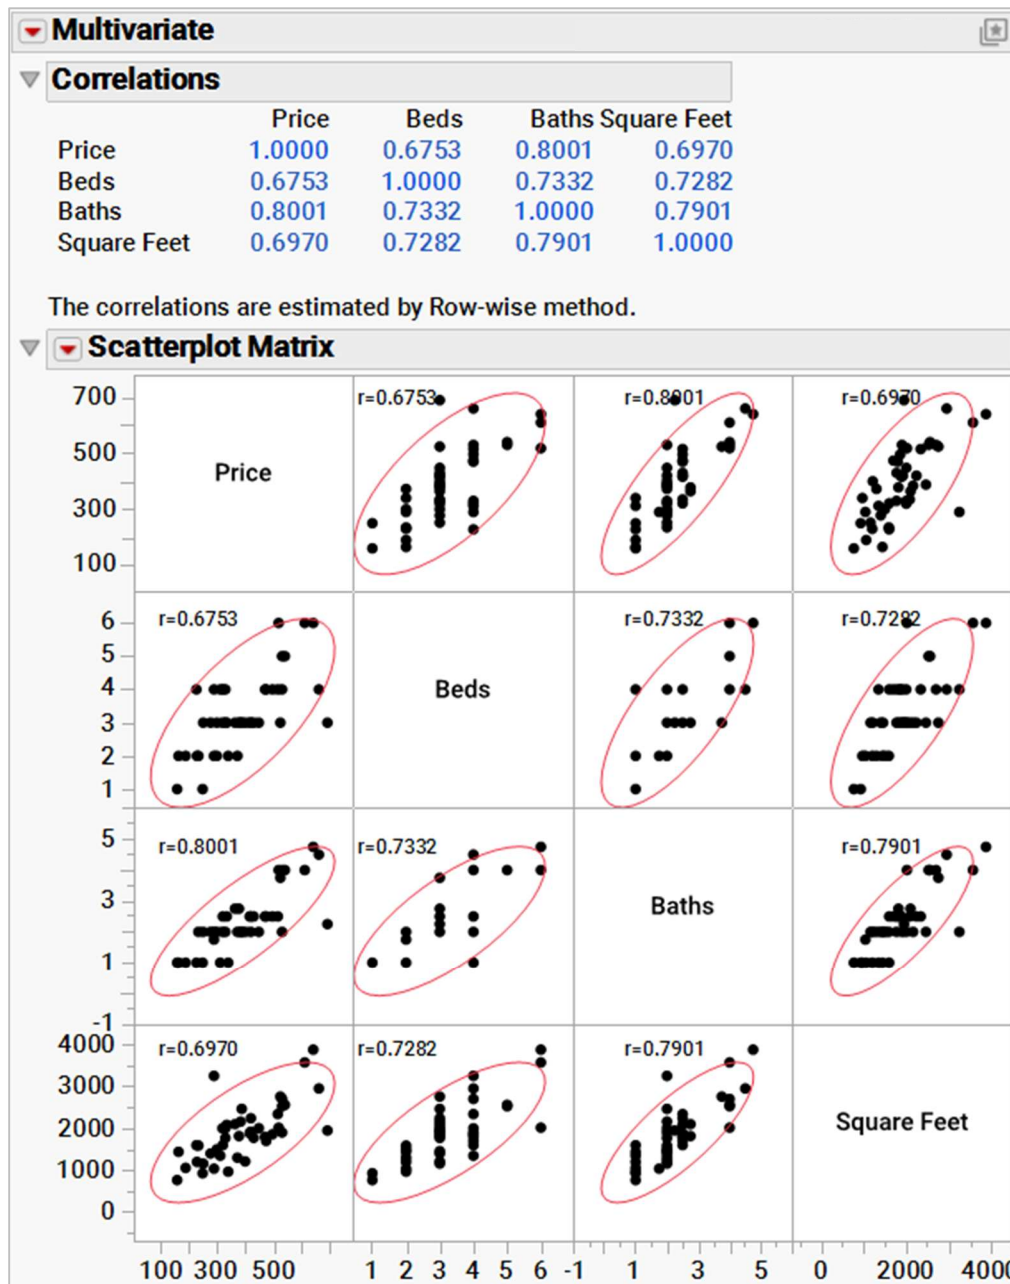 Multivariate
Correlations
Price Beds Baths Square Feet
Price 1.0000 0.6753 0.8001 0.6970
Beds 0.6753 1.0000 0.7332 0.7282
Baths 0.8001 0.7332 1.0000 0.7901
Square Feet 0.6970 0.7282 0.7901 1.0000
The correlations are estimated by Row-wise method.
Scatterplot Matrix
700
500
300
100
Price
r=0.6753
r=0.8001
r=0.6970
6
5
4
3
2
1
r=0.6753
Beds
r=0.7332
r=0.7282
5
3
1
-1
r=0.8001
r=0.7332
Baths
r=0.7901
4000
3000
2000
1000
0
r=0.6970
r=0.7282
r=0.7901
Square Feet
100 300 500
1 2 3 4 5 6
-1 1 3 5
0 2000 4000